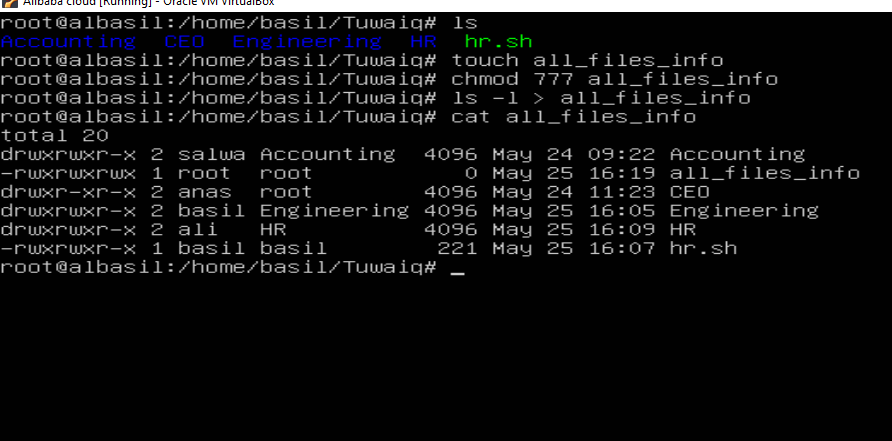 Alibaba cloud [Running] - Oracle VM VirtualBox
root@albasil:/home/basil/Tuwaiq# ls
Accounting  CEO  Engineering  HR  hr.sh
root@albasil:/home/basil/Tuwaiq# touch all_files_info
root@albasil:/home/basil/Tuwaiq# chmod 777 all_files_info
root@albasil:/home/basil/Tuwaiq# ls -l > all_files_info
root@albasil:/home/basil/Tuwaiq# cat all_files_info
total 20
drwxrwxr-x 2 salwa Accounting  4096 May 24 09:22 Accounting
-rwxrwxrwx 1 root  root           0 May 25 16:19 all_files_info
drwxr-xr-x 2 anas  root        4096 May 24 11:23 CEO
drwxrwxr-x 2 basil Engineering 4096 May 25 16:05 Engineering
drwxrwxr-x 2 ali   HR          4096 May 25 16:09 HR
-rwxrwxr-x 1 basil basil        221 May 25 16:07 hr.sh
root@albasil:/home/basil/Tuwaiq# _